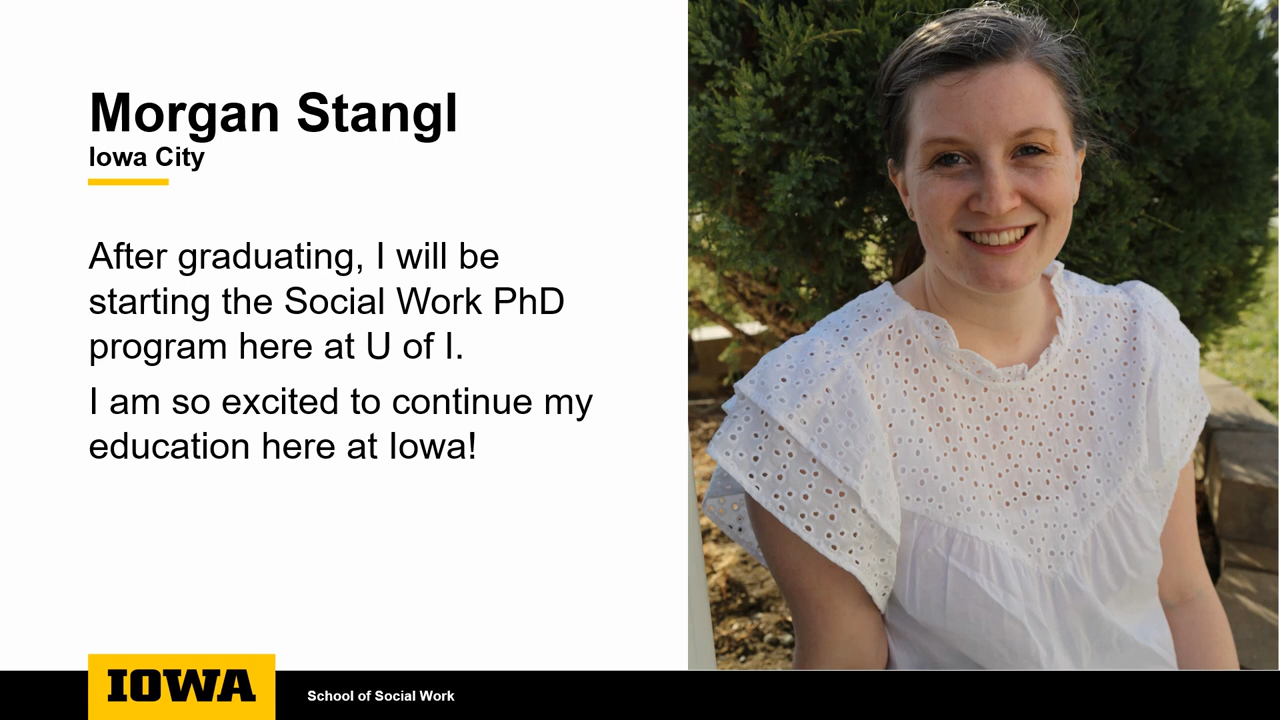 Morgan Stangl
Iowa City
After graduating, I will be
starting the Social Work PhD
program here at U of I.
I am so excited to continue my
education here at Iowa!
IOWA
School of Social Work